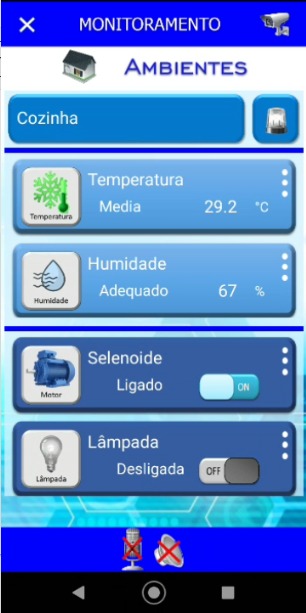 MONITORAMENTO
AMBIENTES
Cozinha
Temperatura
Temperatura
Media 29.2 °C
Humidade
Humidade
Adequado 67 %
Selenoide
Motor
Ligado ON
Lâmpada
Lâmpada
Desligada OFF